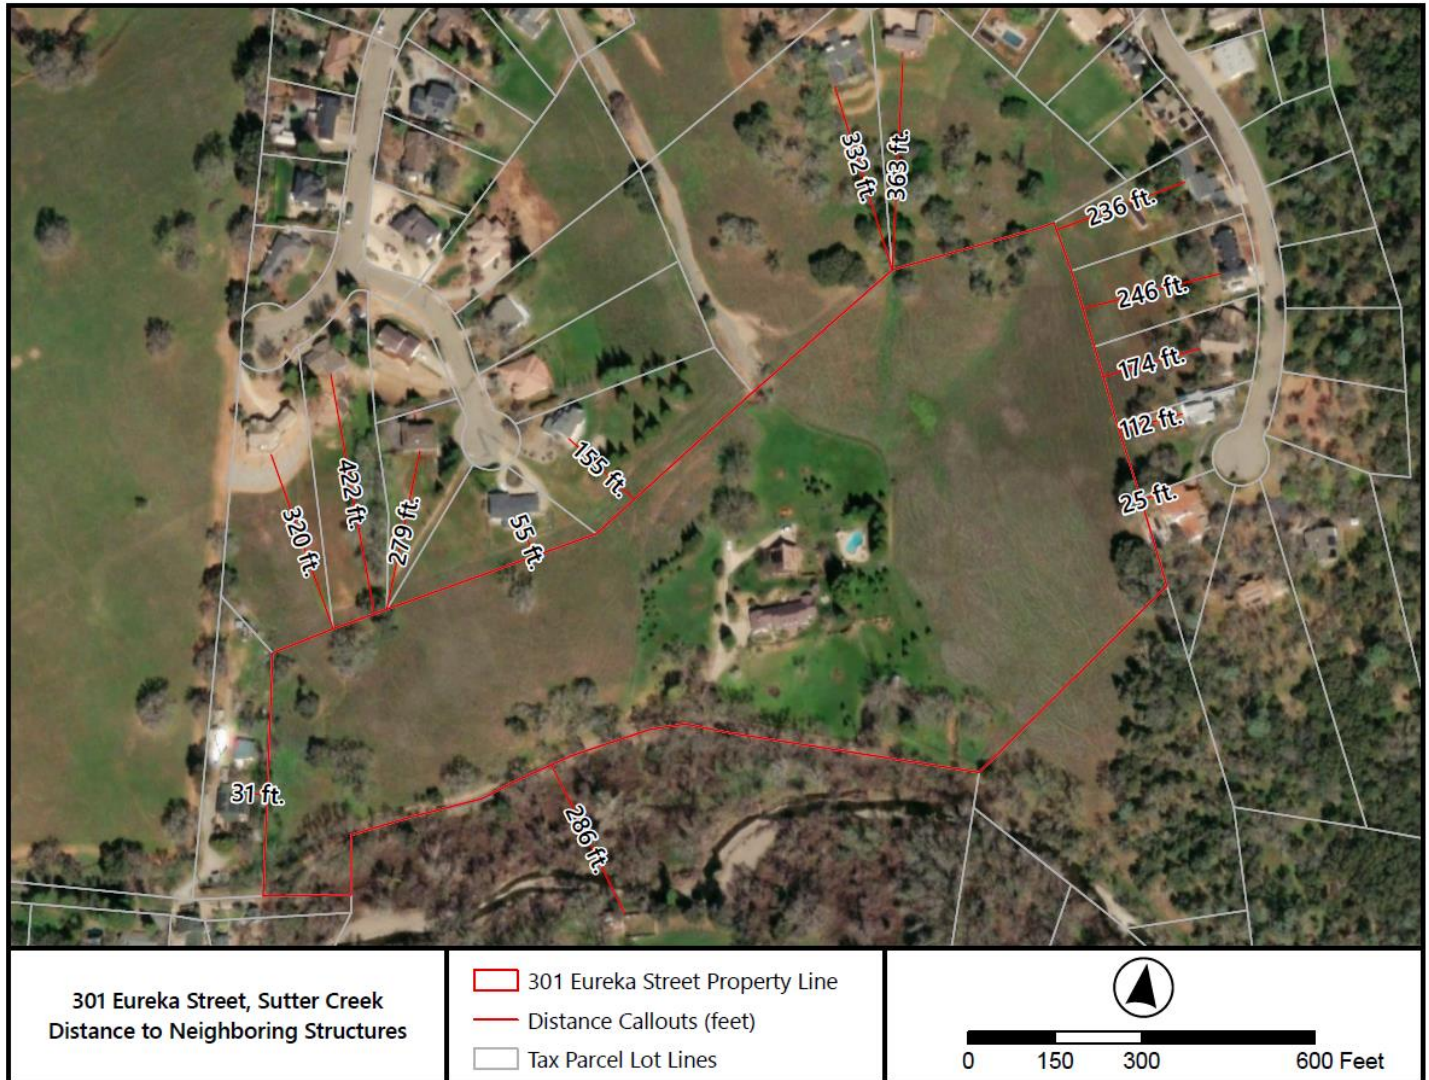 332 ft.
363 ft.
236 ft.
246 ft.
174 ft.
112 ft.
25 ft.
155 ft.
55 ft.
279 ft.
422 ft.
320 ft.
31 ft.
286 ft.
301 Eureka Street, Sutter Creek
Distance to Neighboring Structures
301 Eureka Street Property Line
Distance Callouts (feet)
Tax Parcel Lot Lines
0 150 300 600 Feet